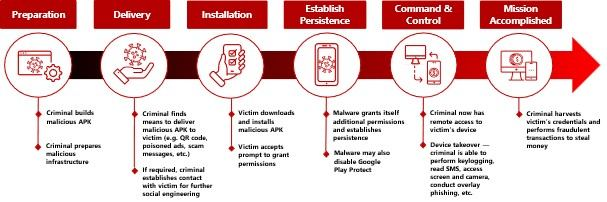 Preparation
Delivery
Installation
Establish
Persistence
Command &
Control
Mission
Accomplished
Criminal builds
malicious APK
Criminal prepares
malicious
infrastructure
Criminal finds
means to deliver
malicious APK to
victim (e.g. QR code,
poisoned ads, scam
messages, etc.)
If required, criminal
establishes contact
with victim for further
social engineering
Victim downloads
and installs
malicious APK
Victim accepts
prompt to grant
permissions
Malware grants itself
additional permissions
and establishes
persistence
Malware may also
disable Google
Play Protect
Criminal now has
remote access to
victim's device
Device takeover —
criminal is able to
perform keylogging,
read SMS, access
screen and camera,
conduct overlay
phishing, etc.
Criminal harvests
victim's credentials and
performs fraudulent
transactions to steal
money